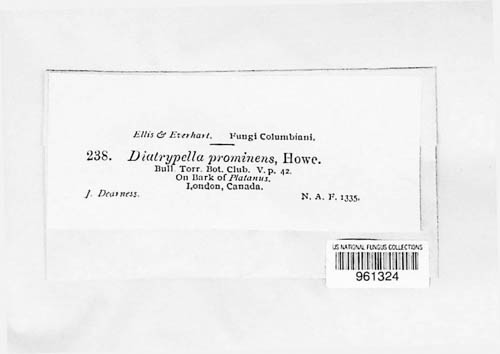 Ellis & Everhart. Fungi Columbiani.
238. Diatrypella prominens, Howe.
Bull. Torr. Bot. Club. V. p. 42.
On Bark of Platanus.
London, Canada.
J. Dearness. N. A. F. 1335.
US NATIONAL FUNGUS COLLECTIONS
961324